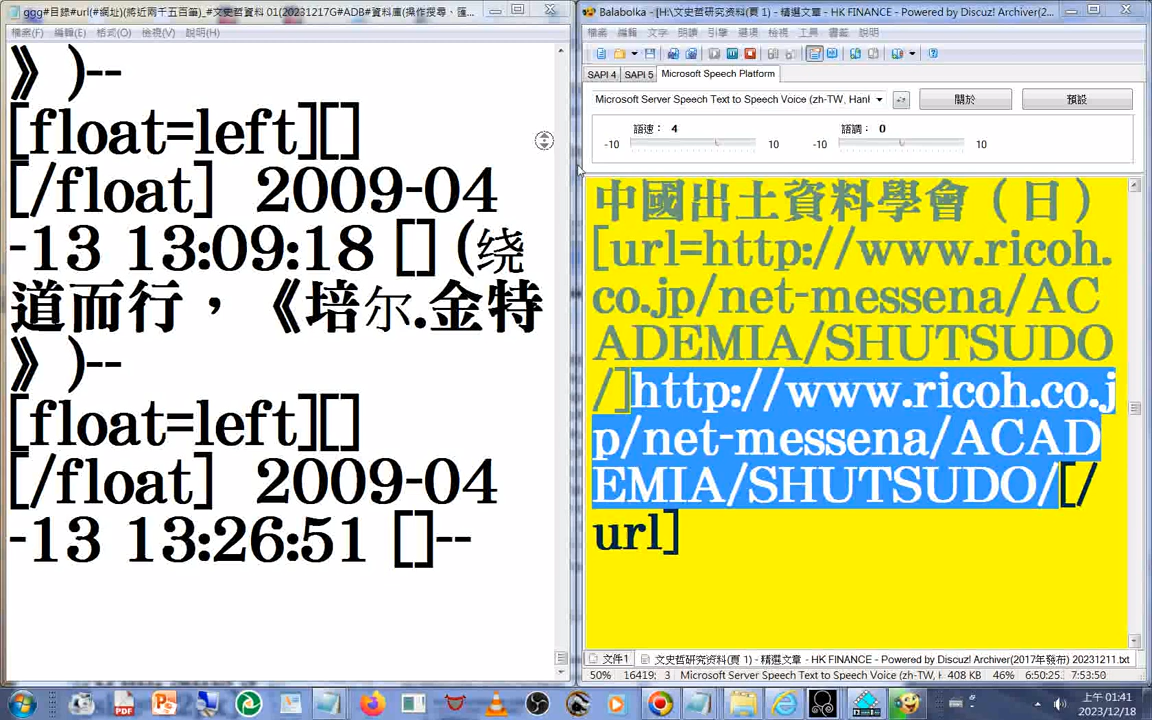 ggg#目錄#url(#網址)(將近兩千五百筆)_#文史哲資料 01(20231217G#ADB#資料庫(操作搜尋、匯...
檔案(F) 編輯(E) 格式(O) 檢視(V) 說明(H)
》)--
[float=left][]
[/float] 2009-04
-13 13:09:18 [] (绕
道而行，《培尔.金特
》)--
[float=left][]
[/float] 2009-04
-13 13:26:51 []--
Balabolka - [H:\文史哲研究资料(頁 1) - 精選文章 - HK FINANCE - Powered by Discuz! Archiver(2...
檔案 編輯 文字 朗讀 引擎 選項 檢視 工具 書籤 說明
SAPI 4 SAPI 5 Microsoft Speech Platform
Microsoft Server Speech Text to Speech Voice (zh-TW, Hanl
關於 預設
語速： 4 語調： 0
-10 10 -10 10
中國出土資料學會（日）
[url=http://www.ricoh.
co.jp/net-messena/AC
ADEMIA/SHUTSUDO
/]http://www.ricoh.co.j
p/net-messena/ACAD
EMIA/SHUTSUDO/[/
url]
文件1 文史哲研究资料(頁 1) - 精選文章 - HK FINANCE - Powered by Discuz! Archiver(2017年發布) 20231211.txt
50% 16419; 3 Microsoft Server Speech Text to Speech Voice (zh-TW, 408 KB 46% 6:50:25 7:53:50
上午 01:41
2023/12/18